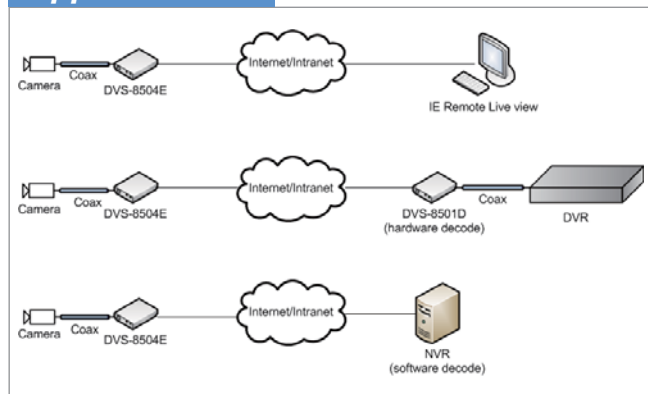 Camera
Coax
DVS-8504E
Internet/Intranet
IE Remote Live view
Camera
Coax
DVS-8504E
Internet/Intranet
DVS-8501D
(hardware decode)
Coax
DVR
Camera
Coax
DVS-8504E
Internet/Intranet
NVR
(software decode)